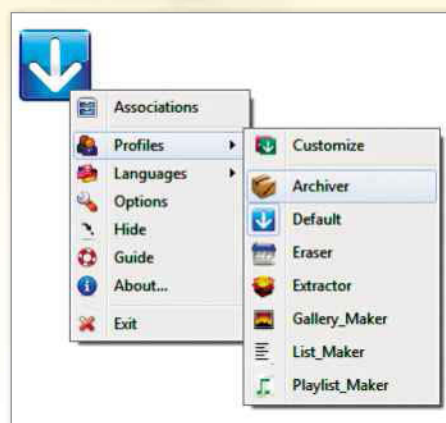 Associations
Profiles
Languages
Options
Hide
Guide
About...
Exit
Customize
Archiver
Default
Eraser
Extractor
Gallery_Maker
List_Maker
Playlist_Maker